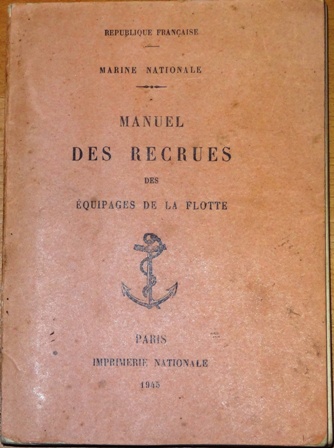 REPUBLIQUE FRANÇAISE
MARINE NATIONALE
MANUEL
DES RECRUES
DES
ÉQUIPAGES DE LA FLOTTE
PARIS
IMPRIMERIE NATIONALE
1945